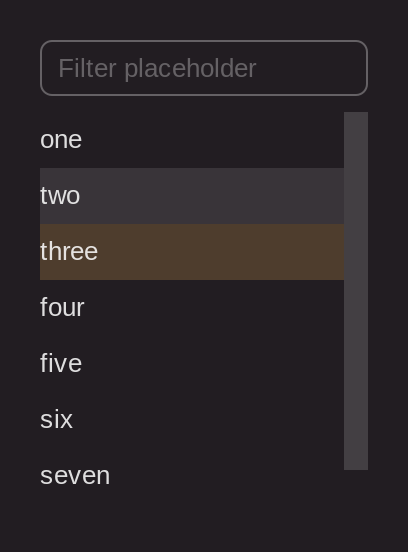 Filter placeholder
one
two
three
four
five
six
seven